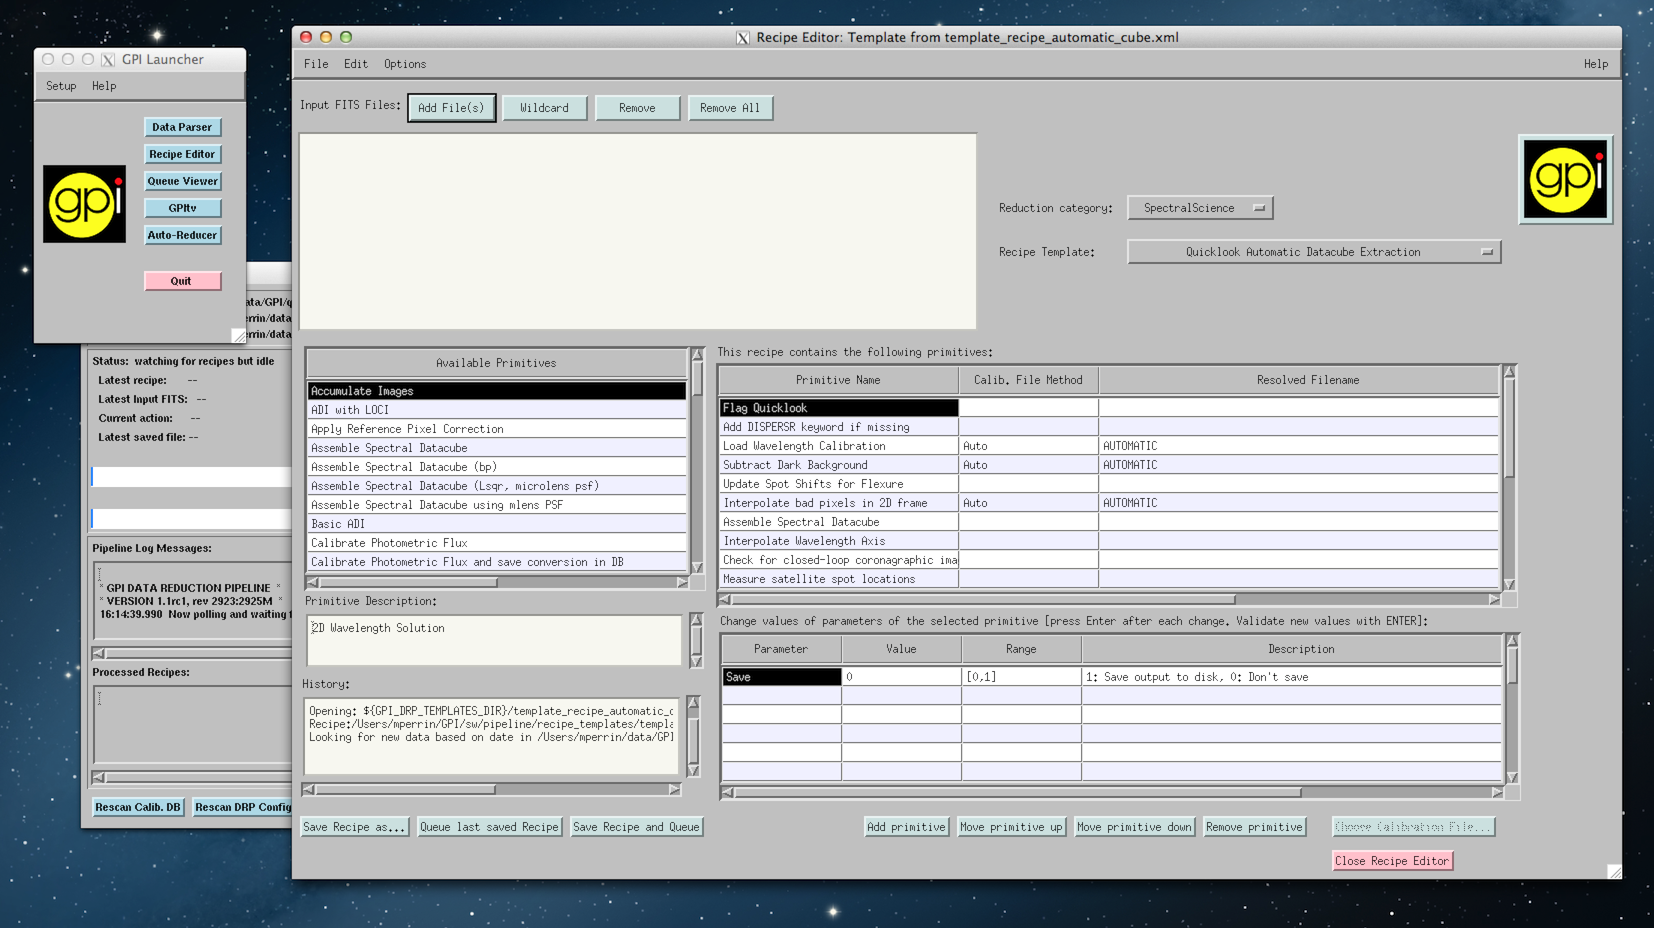 Recipe Editor: Template from template_recipe_automatic_cube.xml
GPI Launcher
File Edit Options Help
Setup Help
Input FITS Files: Add File(s) Wildcard Remove Remove All
Data Parser
Recipe Editor
Queue Viewer
GPItv
Auto-Reducer
Quit
gpi
gpi
Reduction category: SpectralScience
Recipe Template: Quicklook Automatic Datacube Extraction
ata/GPI/q
errin/data
errin/data
Status: watching for recipes but idle
Latest recipe: --
Latest Input FITS: --
Current action: --
Latest saved file: --
Pipeline Log Messages:
* GPI DATA REDUCTION PIPELINE *
* VERSION 1.1rc1, rev 2923:2925M *
16:14:39.990 Now polling and waiting f
Processed Recipes:
Rescan Calib. DB Rescan DRP Config
Available Primitives
Accumulate Images
ADI with LOCI
Apply Reference Pixel Correction
Assemble Spectral Datacube
Assemble Spectral Datacube (bp)
Assemble Spectral Datacube (Lsqr, microlens psf)
Assemble Spectral Datacube using mlens PSF
Basic ADI
Calibrate Photometric Flux
Calibrate Photometric Flux and save conversion in DB
Primitive Description:
2D Wavelength Solution
History:
Opening: ${GPI_DRP_TEMPLATES_DIR}/template_recipe_automatic_c
Recipe:/Users/mperrin/GPI/sw/pipeline/recipe_templates/templa
Looking for new data based on date in /Users/mperrin/data/GPI
This recipe contains the following primitives:
Primitive Name Calib. File Method Resolved Filename
Flag Quicklook
Add DISPERSR keyword if missing
Load Wavelength Calibration Auto AUTOMATIC
Subtract Dark Background Auto AUTOMATIC
Update Spot Shifts for Flexure
Interpolate bad pixels in 2D frame Auto AUTOMATIC
Assemble Spectral Datacube
Interpolate Wavelength Axis
Check for closed-loop coronagraphic ima
Measure satellite spot locations
Change values of parameters of the selected primitive [press Enter after each change. Validate new values with ENTER]:
Parameter Value Range Description
Save 0 [0,1] 1: Save output to disk, 0: Don't save
Save Recipe as... Queue last saved Recipe Save Recipe and Queue Add primitive Move primitive up Move primitive down Remove primitive Choose Calibration File...
Close Recipe Editor